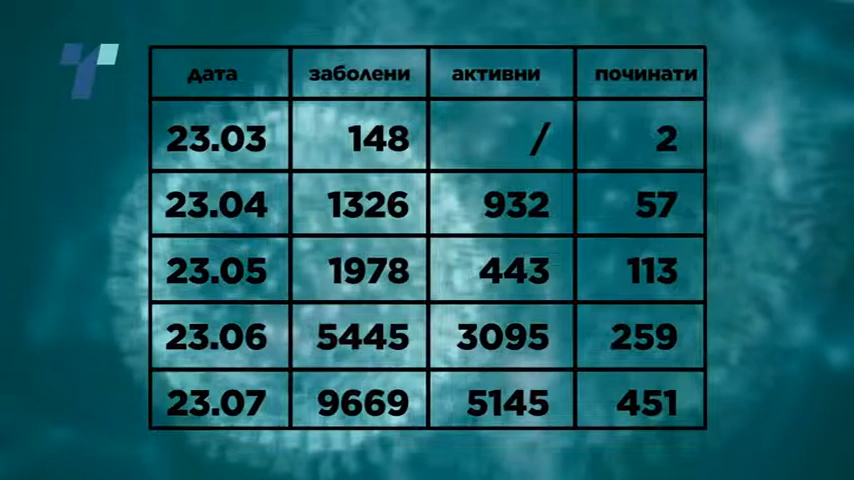 дата заболени активни починати
23.03 148 / 2
23.04 1326 932 57
23.05 1978 443 113
23.06 5445 3095 259
23.07 9669 5145 451